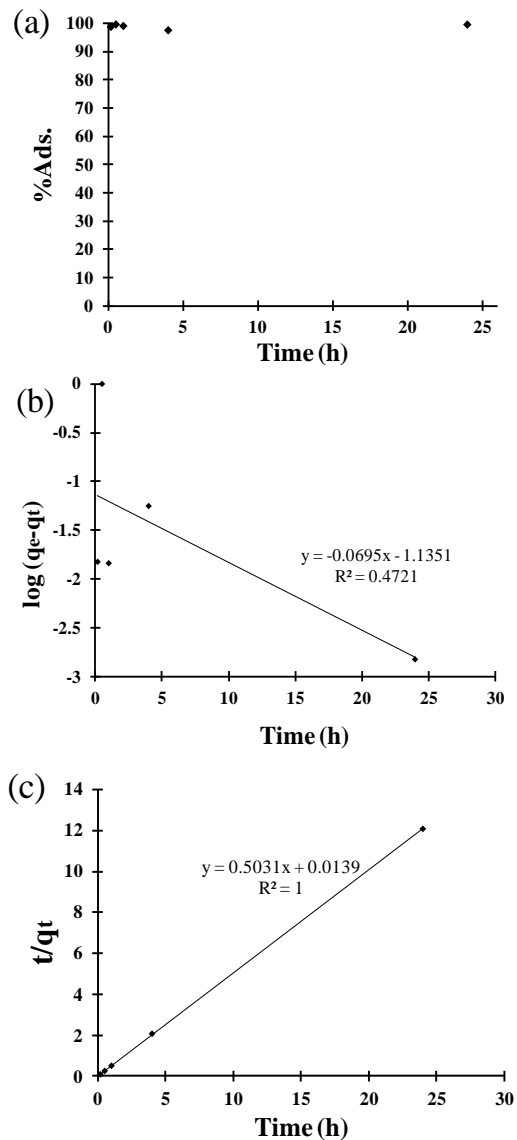 (a)
100
90
80
70
60
50
40
30
20
10
0
%Ads.
0 5 10 15 20 25
Time (h)
(b)
0
-0.5
-1
-1.5
-2
-2.5
-3
log (qe-qt)
y = -0.0695x - 1.1351
R² = 0.4721
0 5 10 15 20 25 30
Time (h)
(c)
14
12
10
8
6
4
2
0
t/qt
y = 0.5031x + 0.0139
R² = 1
0 5 10 15 20 25 30
Time (h)